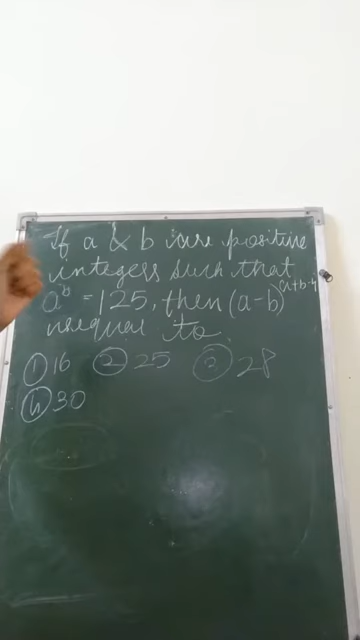 If a & b are positive
integers such that
a^b = 125, then (a-b)^a+b-4
is equal to
① 16 ② 25 ③ 28
④ 30